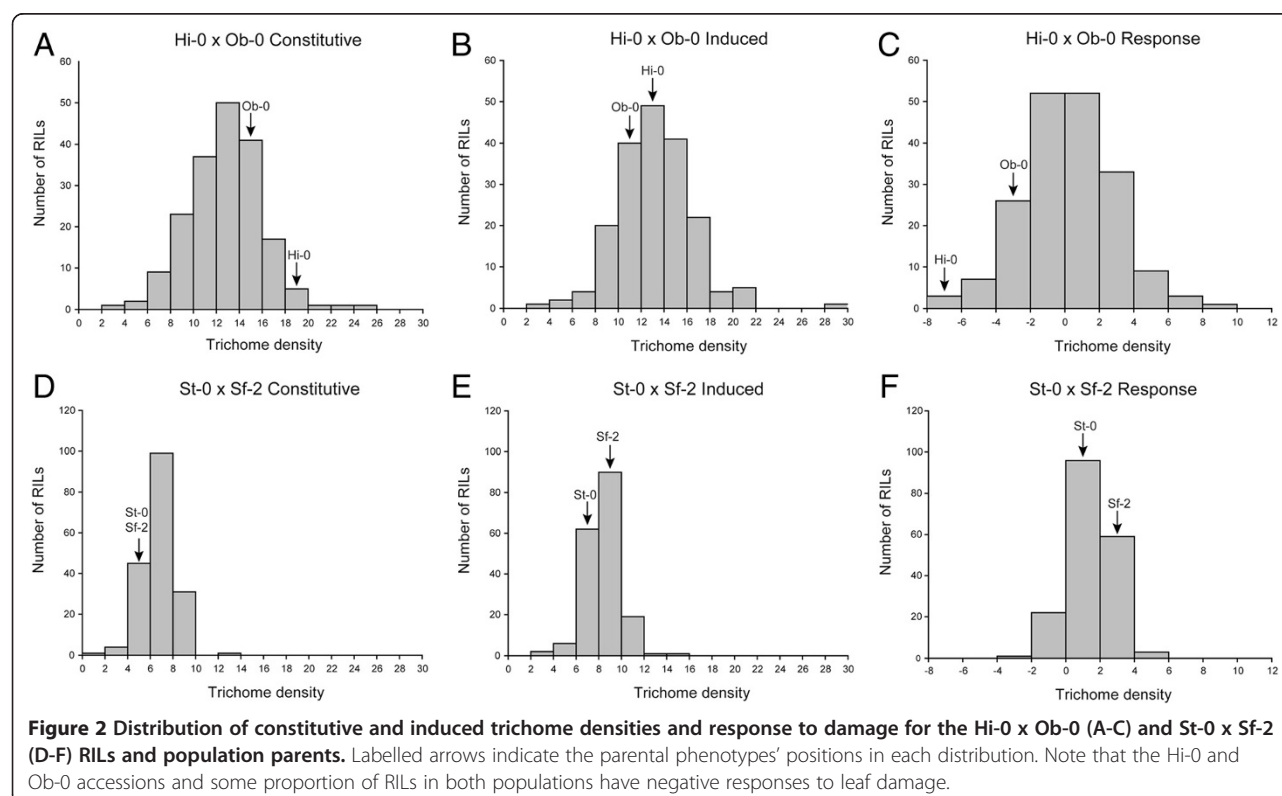 A
Hi-0 x Ob-0 Constitutive
Number of RILs
60
50
40
30
20
10
0
Ob-0
Hi-0
0 2 4 6 8 10 12 14 16 18 20 22 24 26 28 30
Trichome density
B
Hi-0 x Ob-0 Induced
Number of RILs
60
50
40
30
20
10
0
Hi-0
Ob-0
0 2 4 6 8 10 12 14 16 18 20 22 24 26 28 30
Trichome density
C
Hi-0 x Ob-0 Response
Number of RILs
60
50
40
30
20
10
0
Ob-0
Hi-0
-8 -6 -4 -2 0 2 4 6 8 10 12
Trichome density
D
St-0 x Sf-2 Constitutive
Number of RILs
120
100
80
60
40
20
0
St-0
Sf-2
0 2 4 6 8 10 12 14 16 18 20 22 24 26 28 30
Trichome density
E
St-0 x Sf-2 Induced
Number of RILs
120
100
80
60
40
20
0
Sf-2
St-0
0 2 4 6 8 10 12 14 16 18 20 22 24 26 28 30
Trichome density
F
St-0 x Sf-2 Response
Number of RILs
120
100
80
60
40
20
0
St-0
Sf-2
-8 -6 -4 -2 0 2 4 6 8 10 12
Trichome density
Figure 2 Distribution of constitutive and induced trichome densities and response to damage for the Hi-0 x Ob-0 (A-C) and St-0 x Sf-2
(D-F) RILs and population parents. Labelled arrows indicate the parental phenotypes' positions in each distribution. Note that the Hi-0 and
Ob-0 accessions and some proportion of RILs in both populations have negative responses to leaf damage.